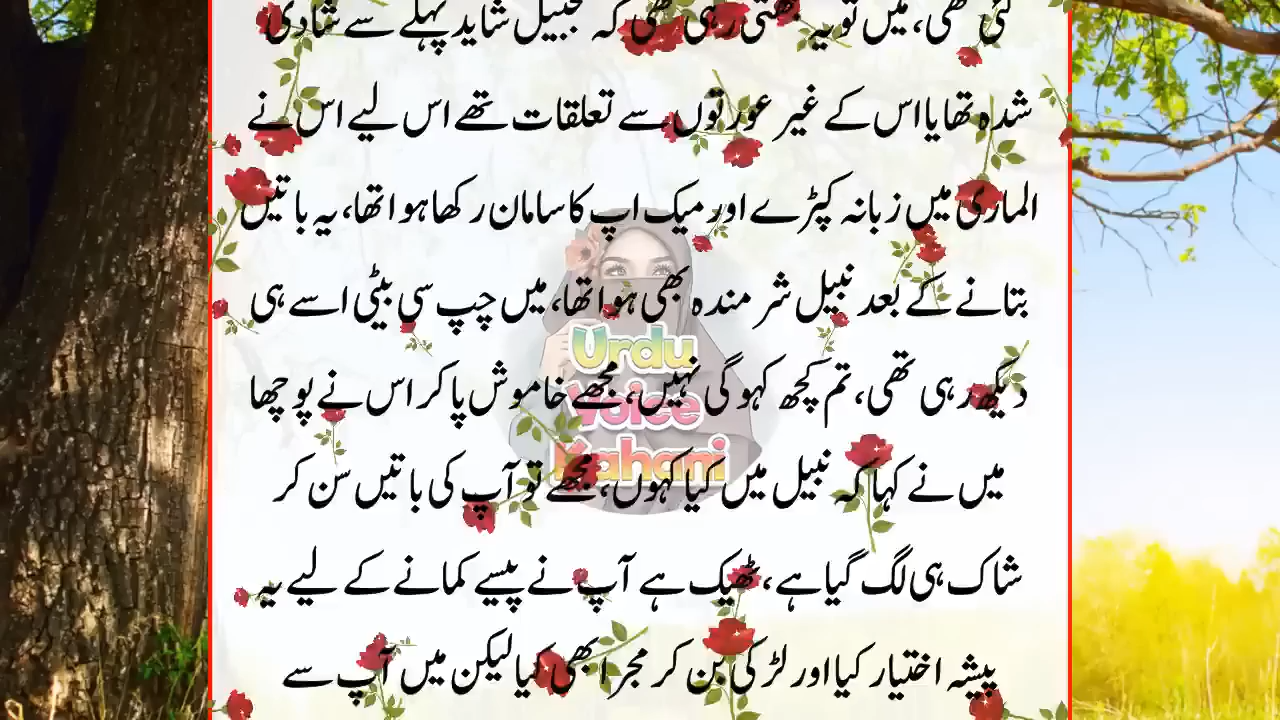 گئی تھی، میں تو یہ سمجھتی رہی تھی کہ نبیل شاید پہلے سے شادی
شدہ تھا یا اس کے غیر عورتوں سے تعلقات تھے اس لیے اس نے
الماری میں زبانہ کپڑے اور میک اپ کا سامان رکھا ہوا تھا، یہ باتیں
بتانے کے بعد نبیل شرمندہ بھی ہوا تھا، میں چپ سی بیٹی اسے ہی
دیکھ رہی تھی، تم کچھ کہو گی نہیں، مجھے خاموش پا کر اس نے پوچھا
میں نے کہا کہ نبیل میں کیا کہوں، مجھے تو آپ کی باتیں سن کر
شاک ہی لگ گیا ہے، ٹھیک ہے آپ نے پیسے کمانے کے لیے یہ
پیشہ اختیار کیا اور لڑکی بن کر مجرا بھی کیا لیکن میں آپ سے
Urdu
Voice
Kahani